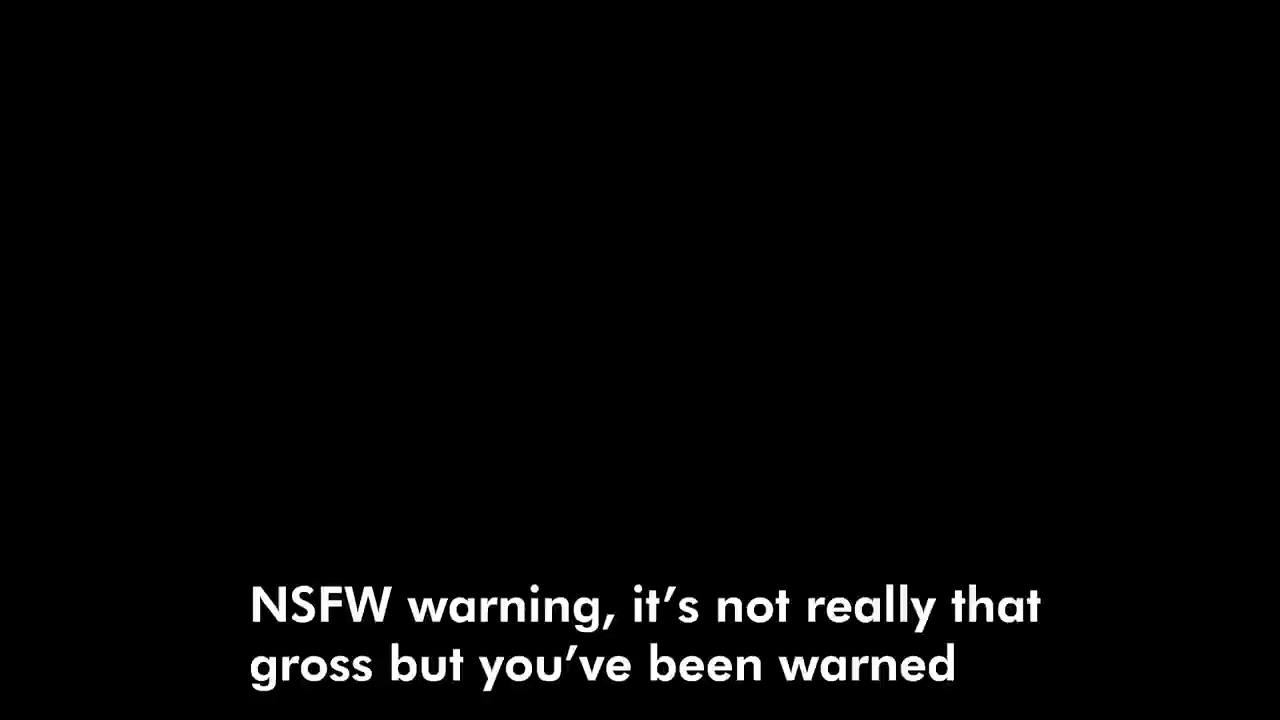 NSFW warning, it’s not really that
gross but you’ve been warned